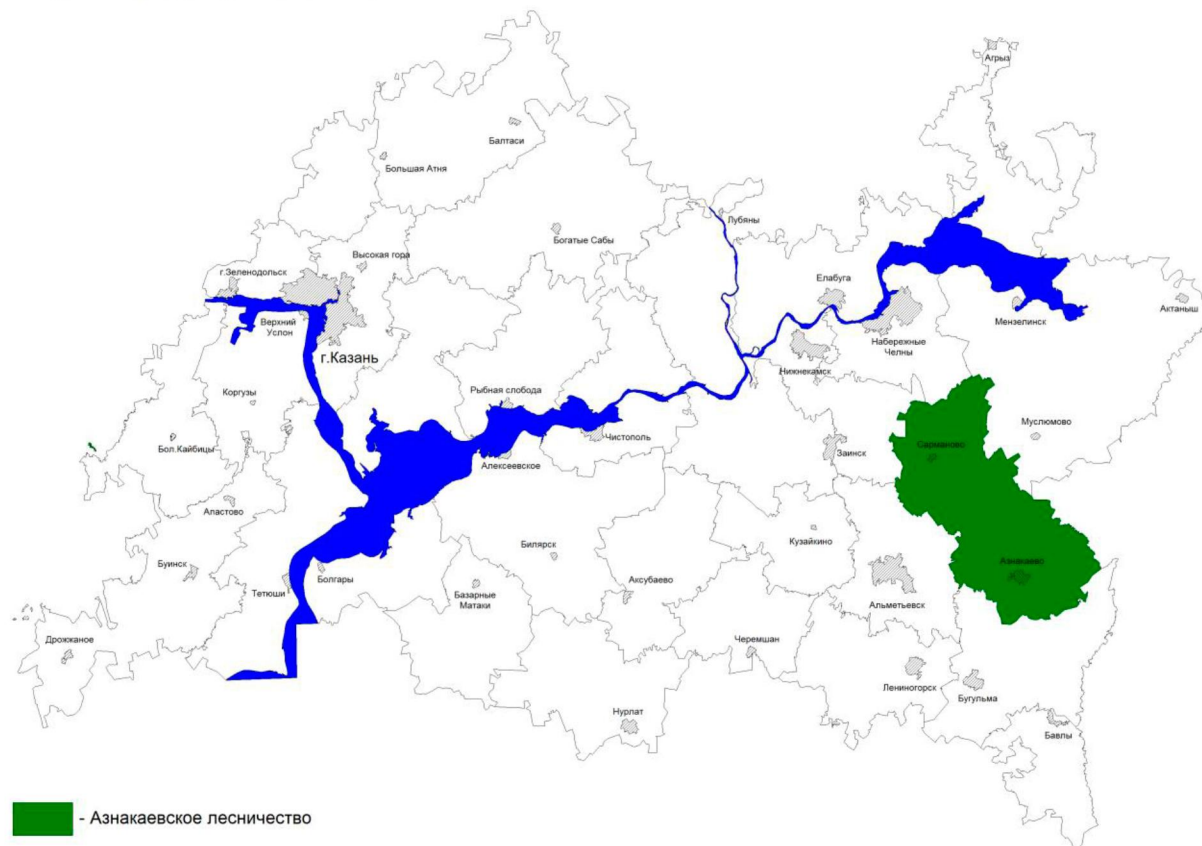 Агрыз
Балтаси
Большая Атня
Лубяны
Богатые Сабы
Высокая гора
г.Зеленодольск
Елабуга
Актаныш
Мензелинск
Верхний
Услон
Набережные
Челны
г.Казань
Нижнекамск
Рыбная слобода
Коргузы
Муслюмово
Чистополь
Бол.Кайбицы
Сарманово
Заинск
Алексеевское
Апастово
Кузайкино
Билярск
Буинск
Азнакаево
Болгары
Аксубаево
Тетюши
Базарные
Матаки
Альметьевск
Дрожжаное
Черемшан
Лениногорск
Бугульма
Нурлат
Бавлы
- Азнакаевское лесничество